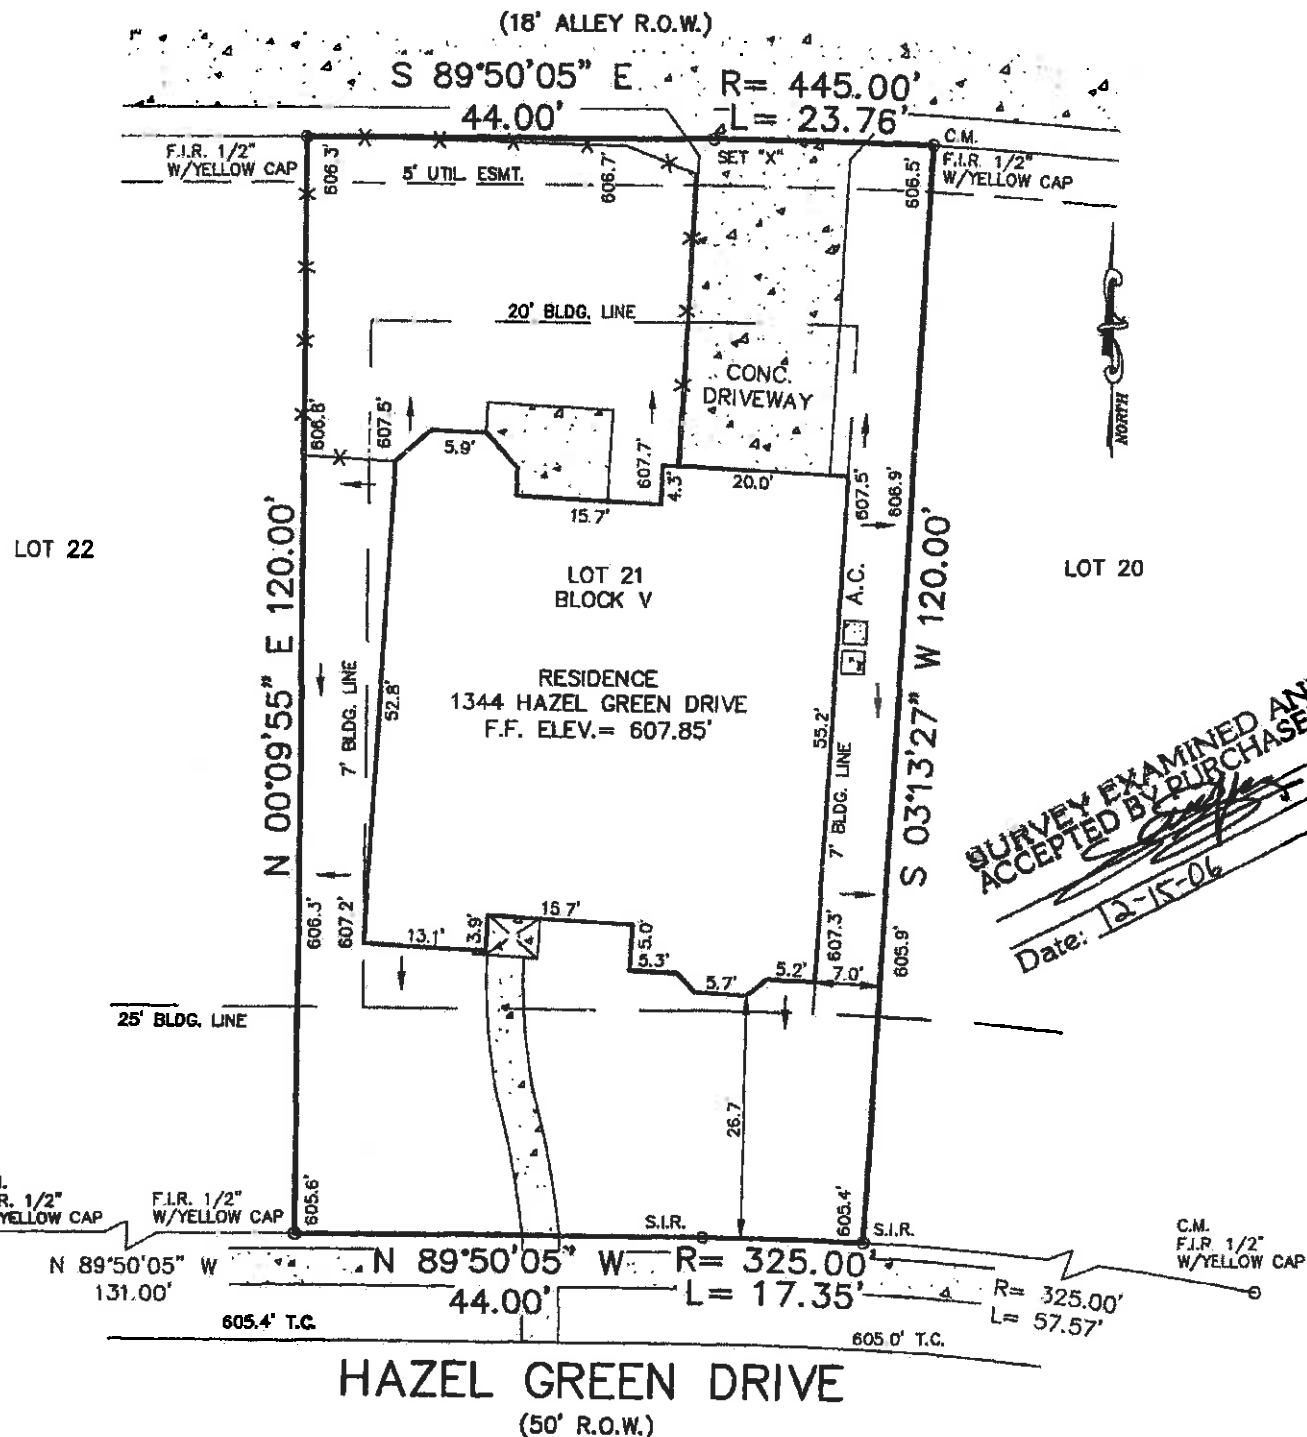 (18' ALLEY R.O.W.)
S 89°50'05" E
44.00'
R= 445.00'
L= 23.76'
C.M.
F.I.R. 1/2"
W/YELLOW CAP
F.I.R. 1/2"
W/YELLOW CAP
SET "X"
606.3'
5' UTIL ESMT.
606.7'
606.5'
20' BLDG. LINE
CONC.
DRIVEWAY
NORTH
606.8'
607.5'
5.9'
607.7'
4.3'
20.0'
607.5'
606.9'
15.7'
LOT 22
LOT 21
BLOCK V
LOT 20
A.C.
N 00°09'55" E 120.00'
S 03°13'27" W 120.00'
7' BLDG. LINE
52.8'
RESIDENCE
1344 HAZEL GREEN DRIVE
F.F. ELEV.= 607.85'
55.2'
7' BLDG. LINE
SURVEY EXAMINED AN
ACCEPTED BY PURCHASE
Date: 12-15-06
606.3'
607.2'
13.1'
3.9'
15.7'
5.0'
5.3'
5.7'
5.2'
7.0'
607.3'
605.9'
25' BLDG. LINE
26.7'
605.6'
605.4'
R. 1/2"
YELLOW CAP
F.I.R. 1/2"
W/YELLOW CAP
S.I.R.
S.I.R.
C.M.
F.I.R. 1/2"
W/YELLOW CAP
N 89°50'05" W
131.00'
N 89°50'05" W
44.00'
R= 325.00'
L= 17.35'
R= 325.00'
L= 57.57'
605.4' T.C.
605.0' T.C.
HAZEL GREEN DRIVE
(50' R.O.W.)